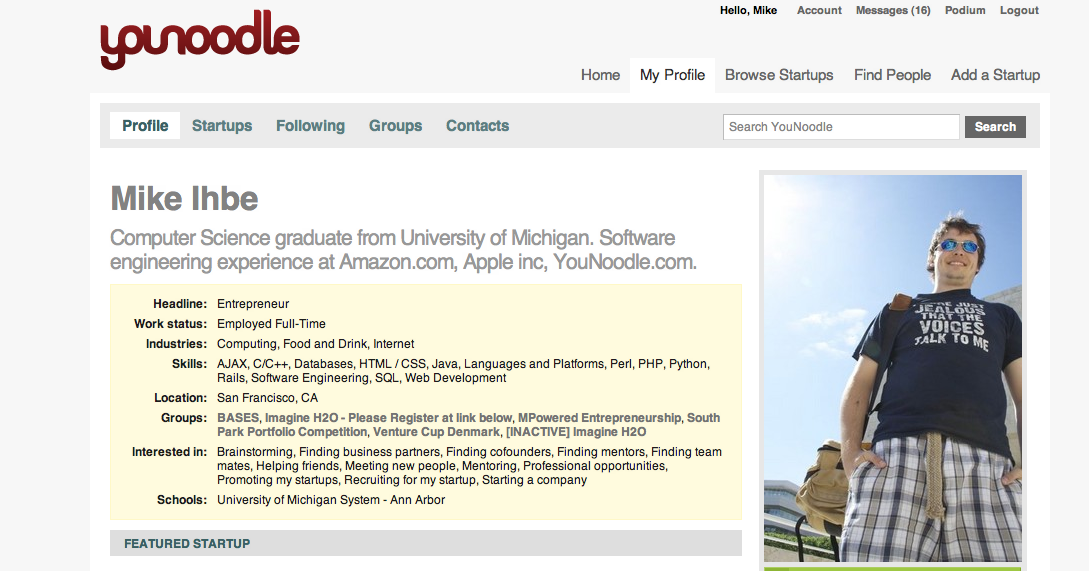 Hello, Mike Account Messages (16) Podium Logout
younoodle
Home My Profile Browse Startups Find People Add a Startup
Profile Startups Following Groups Contacts Search YouNoodle Search
Mike Ihbe
Computer Science graduate from University of Michigan. Software
engineering experience at Amazon.com, Apple inc, YouNoodle.com.
Headline: Entrepreneur
Work status: Employed Full-Time
Industries: Computing, Food and Drink, Internet
Skills: AJAX, C/C++, Databases, HTML / CSS, Java, Languages and Platforms, Perl, PHP, Python,
Rails, Software Engineering, SQL, Web Development
Location: San Francisco, CA
Groups: BASES, Imagine H2O - Please Register at link below, MPowered Entrepreneurship, South
Park Portfolio Competition, Venture Cup Denmark, [INACTIVE] Imagine H2O
Interested in: Brainstorming, Finding business partners, Finding cofounders, Finding mentors, Finding team
mates, Helping friends, Meeting new people, Mentoring, Professional opportunities,
Promoting my startups, Recruiting for my startup, Starting a company
Schools: University of Michigan System - Ann Arbor
FEATURED STARTUP
JUST
JEALOUS
THAT THE
VOICES
TALK TO ME